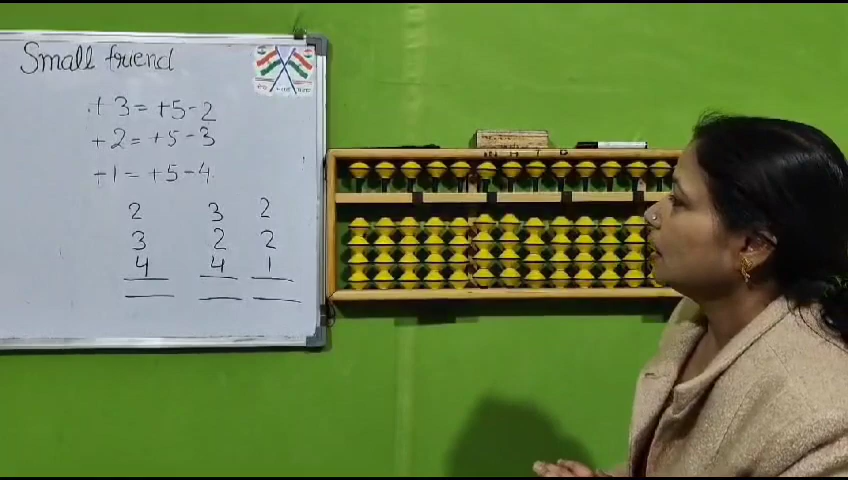 Small friend
+3=+5-2
+2=+5-3
+1=+5-4
2 3 2
3 2 2
4 4 1